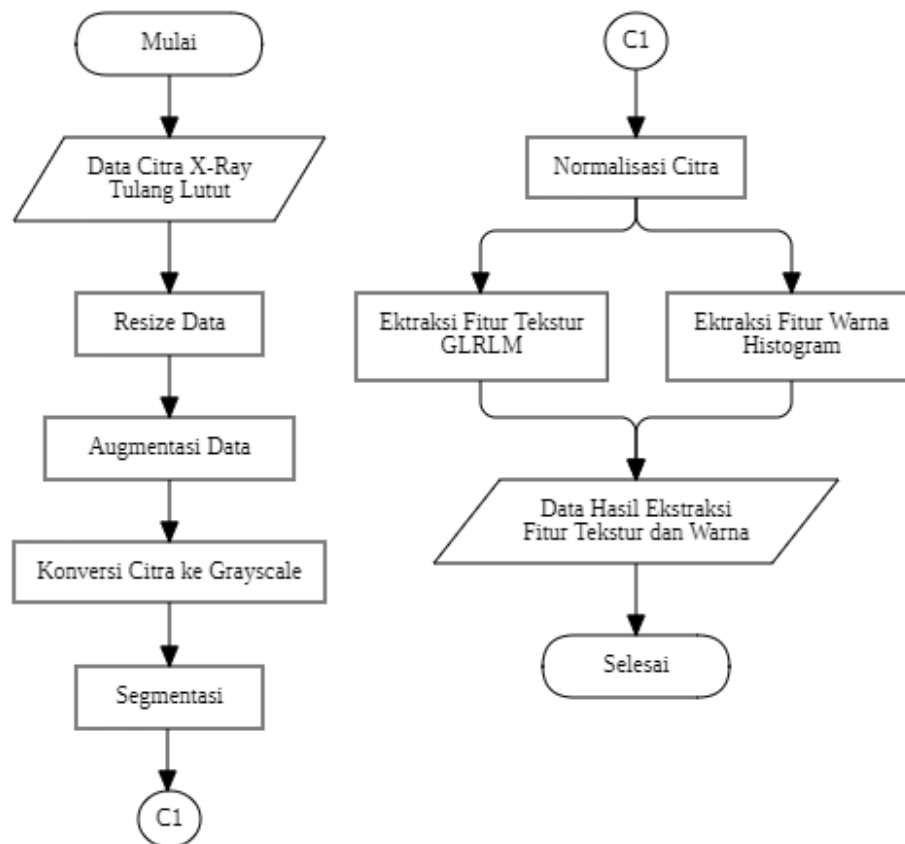 Mulai
Data Citra X-Ray
Tulang Lutut
Resize Data
Augmentasi Data
Konversi Citra ke Grayscale
Segmentasi
C1
C1
Normalisasi Citra
Ektraksi Fitur Tekstur
GLRLM
Ektraksi Fitur Warna
Histogram
Data Hasil Ekstraksi
Fitur Tekstur dan Warna
Selesai